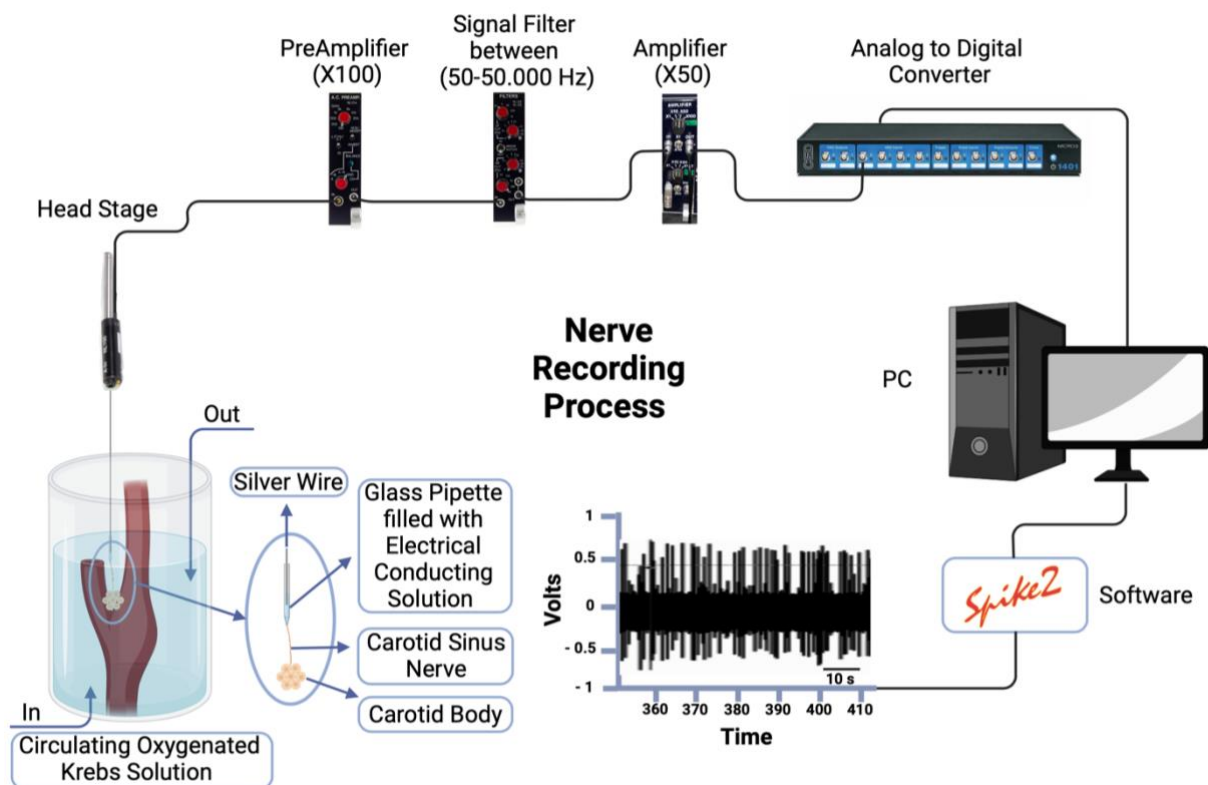 PreAmplifier
(X100)
Signal Filter
between
(50-50.000 Hz)
Amplifier
(X50)
Analog to Digital
Converter
Head Stage
1401
Nerve
Recording
Process
PC
Out
Silver Wire
Glass Pipette
filled with
Electrical
Conducting
Solution
Carotid Sinus
Nerve
Carotid Body
In
Circulating Oxygenated
Krebs Solution
Volts
1
0.5
0
- 0.5
- 1
10 s
360 370 380 390 400 410
Time
Spike2
Software